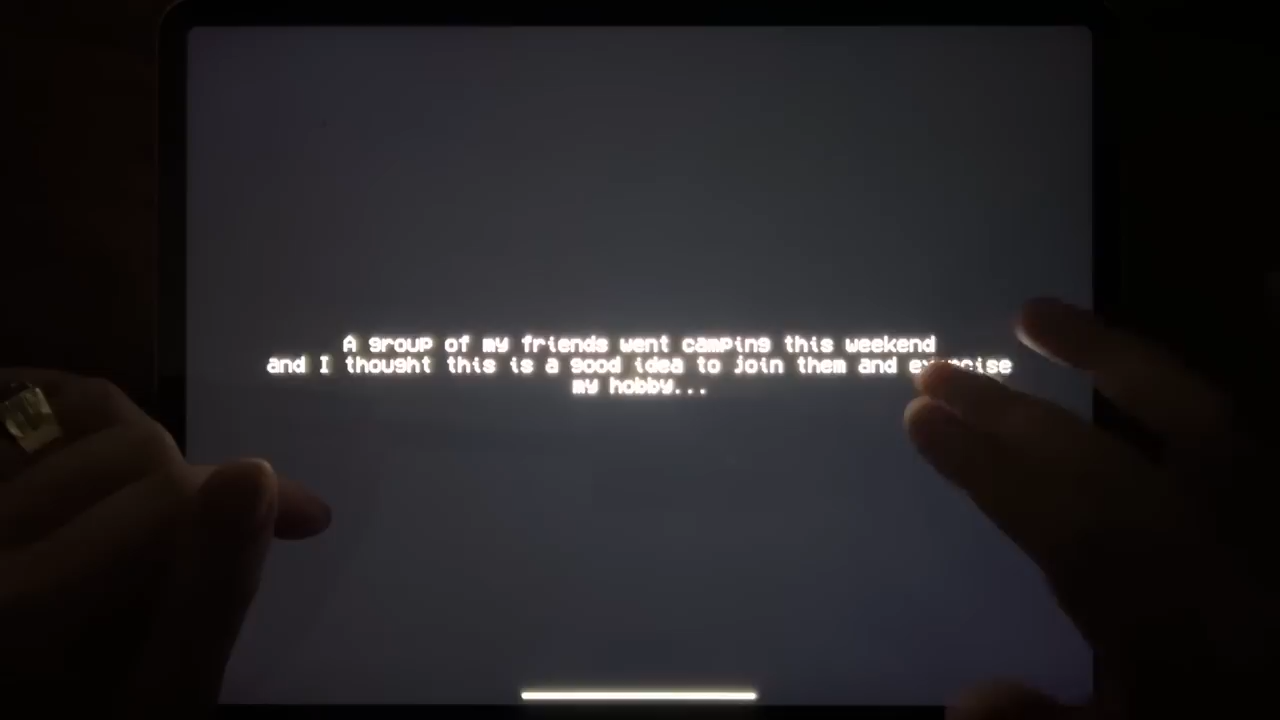 A group of my friends went camping this weekend
and I thought this is a good idea to join them and exercise
my hobby...